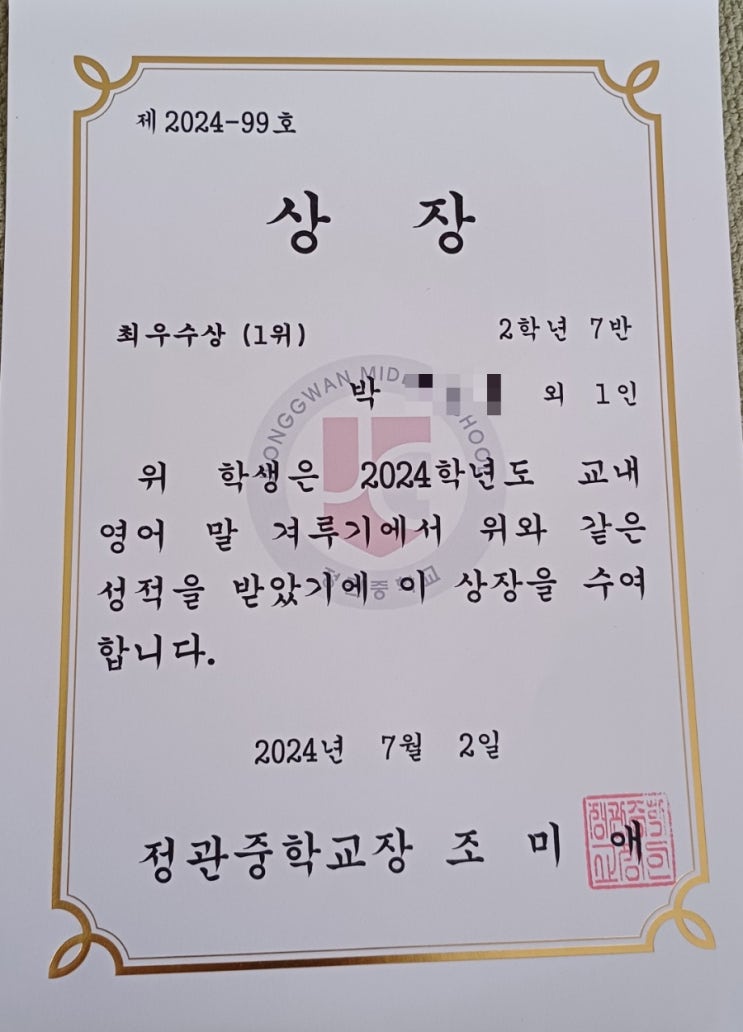 제 2024-99 호
상 장
최우수상 (1위)
2학년 7반
박 외 1인
위 학생은 2024학년도 교내
영어 말 겨루기에서 위와 같은
성적을 받았기에 이 상장을 수여
합니다.
2024년 7월 2일
정관중학교장 조 미 애